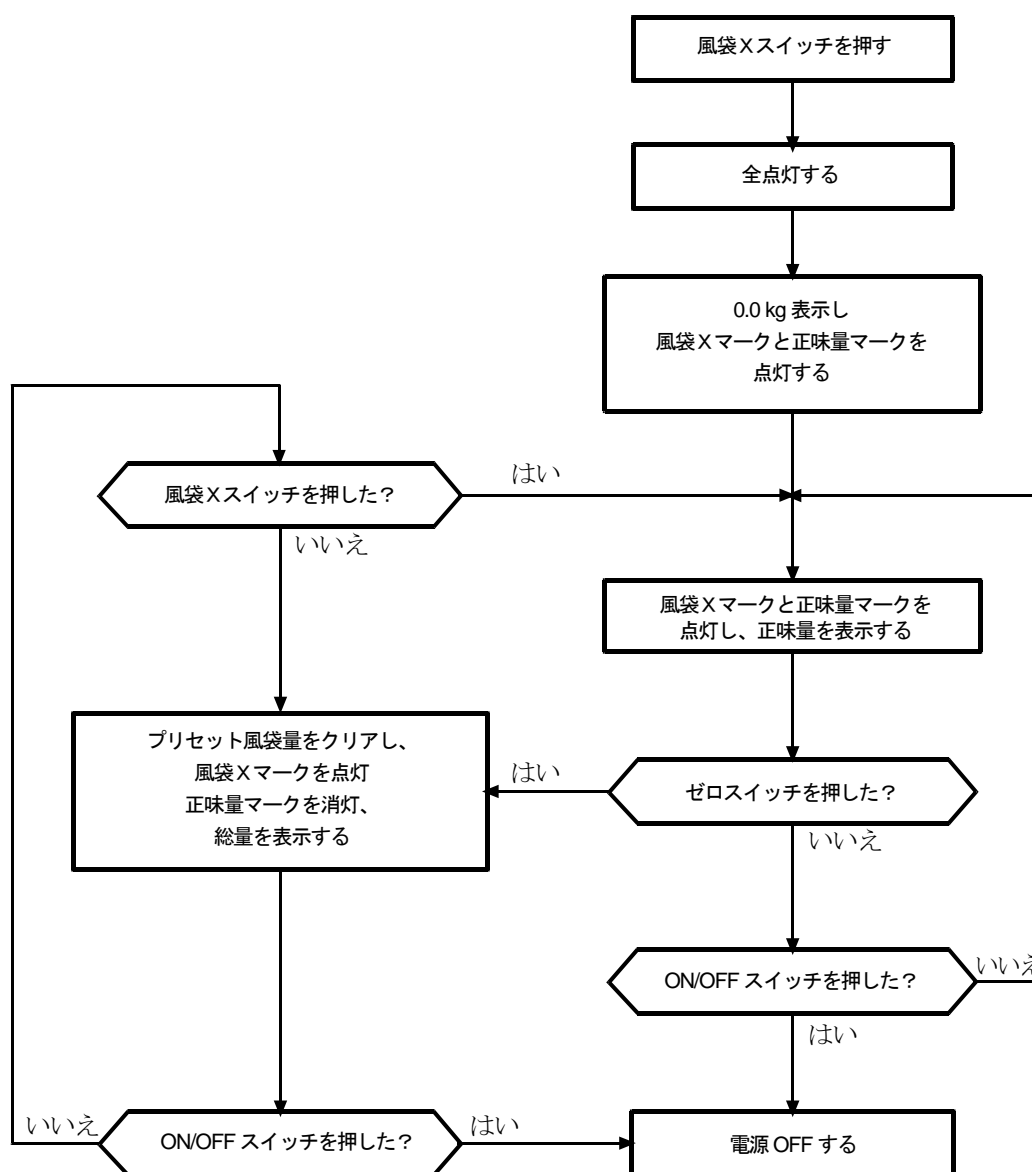 風袋Xスイッチを押す
全点灯する
0.0 kg 表示し
風袋Xマークと正味量マークを
点灯する
風袋Xスイッチを押した?
はい
いいえ
風袋Xマークと正味量マークを
点灯し、正味量を表示する
プリセット風袋量をクリアし、
風袋Xマークを点灯
正味量マークを消灯、
総量を表示する
はい
ゼロスイッチを押した?
いいえ
ON/OFF スイッチを押した?
いいえ
はい
いいえ
ON/OFF スイッチを押した?
はい
電源 OFF する